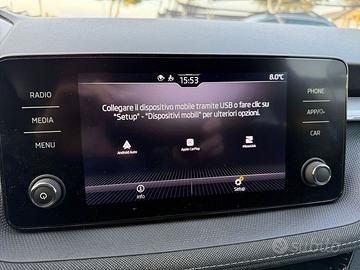 15:53
8.0°C
RADIO
MEDIA
MENU
PHONE
APP/
CAR
Collegare il dispositivo mobile tramite USB o fare clic su
"Setup" - "Dispositivi mobili" per ulteriori opzioni.
Android Auto
Apple CarPlay
MirrorLink
Info
Setup
subito